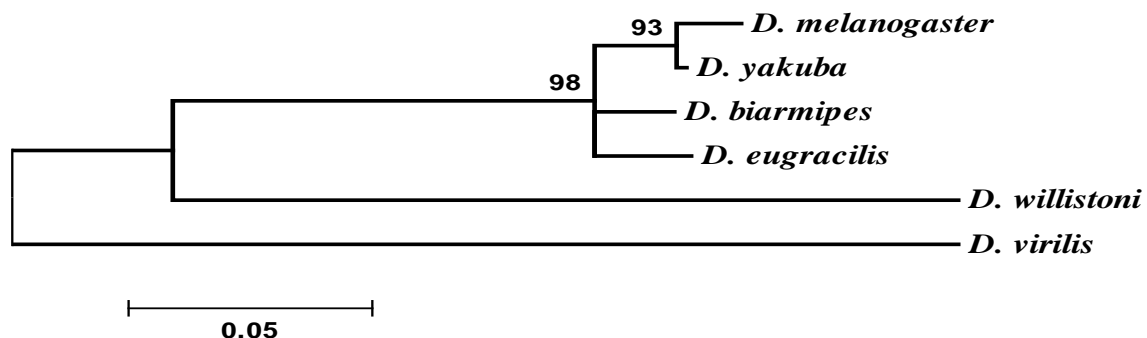 93
D. melanogaster
D. yakuba
98
D. biarmipes
D. eugracilis
D. willistoni
D. virilis
0.05